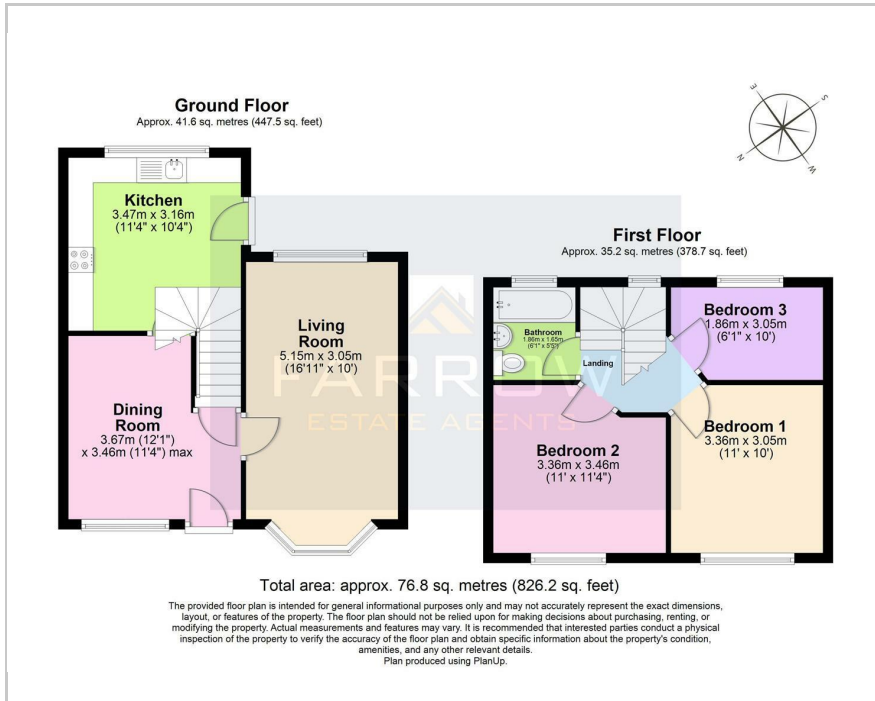 Ground Floor
Approx. 41.6 sq. metres (447.5 sq. feet)
Kitchen
3.47m x 3.16m
(11'4" x 10'4")
Living
Room
5.15m x 3.05m
(16'11" x 10')
Dining
Room
3.67m (12'1")
x 3.46m (11'4") max
E
S
N
W
First Floor
Approx. 35.2 sq. metres (378.7 sq. feet)
Bathroom
1.86m x 1.65m
(6'1" x 5'5")
Landing
Bedroom 3
1.86m x 3.05m
(6'1" x 10')
Bedroom 2
3.36m x 3.46m
(11' x 11'4")
Bedroom 1
3.36m x 3.05m
(11' x 10')
FARROW
ESTATE AGENTS
Total area: approx. 76.8 sq. metres (826.2 sq. feet)
The provided floor plan is intended for general informational purposes only and may not accurately represent the exact dimensions,
layout, or features of the property. The floor plan should not be relied upon for making decisions about purchasing, renting, or
modifying the property. Actual measurements and features may vary. It is recommended that interested parties conduct a physical
inspection of the property to verify the accuracy of the floor plan and obtain specific information about the property's condition,
amenities, and any other relevant details.
Plan produced using PlanUp.